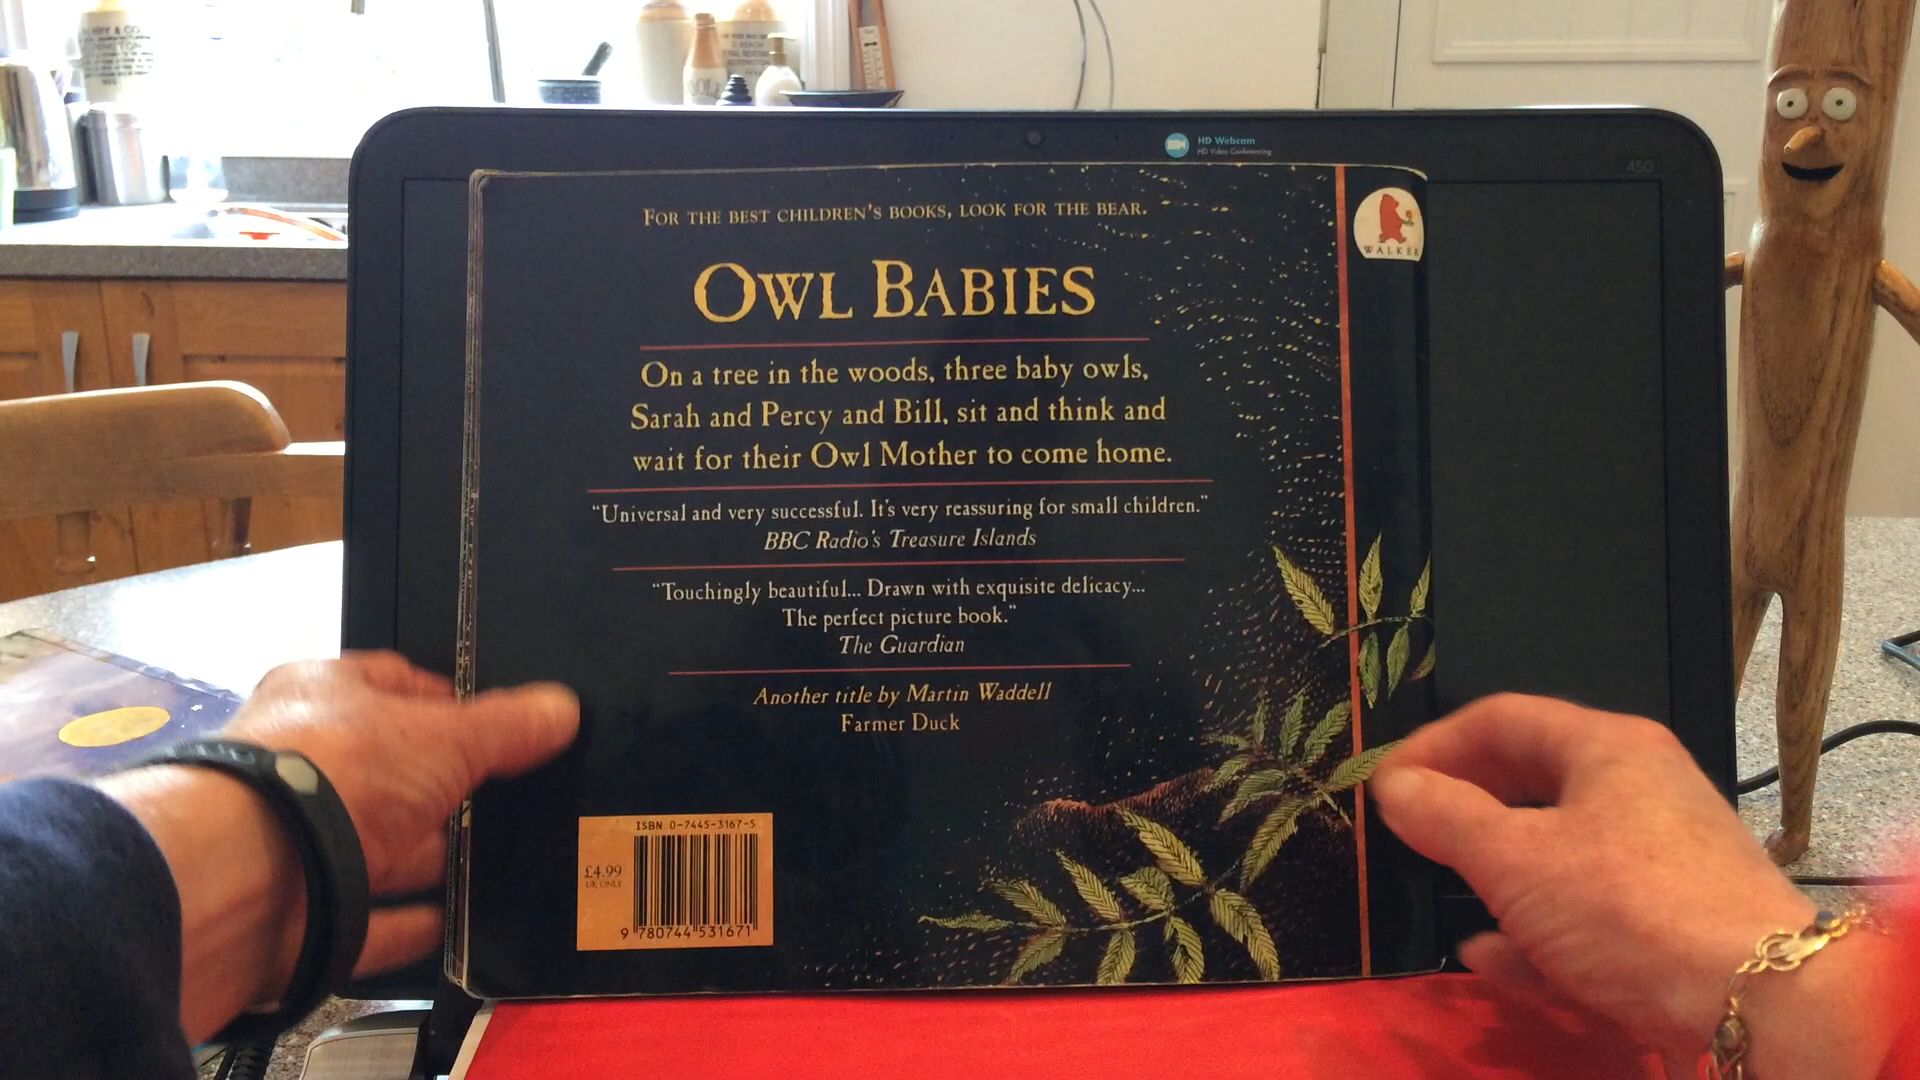 HD Webcam
HD Video Conferencing
450
FOR THE BEST CHILDREN'S BOOKS, LOOK FOR THE BEAR.
WALKER
OWL BABIES
On a tree in the woods, three baby owls,
Sarah and Percy and Bill, sit and think and
wait for their Owl Mother to come home.
“Universal and very successful. It's very reassuring for small children.”
BBC Radio's Treasure Islands
“Touchingly beautiful... Drawn with exquisite delicacy...
The perfect picture book.”
The Guardian
Another title by Martin Waddell
Farmer Duck
ISBN 0-7445-3167-5
£4.99
UK ONLY
9 780744 531671